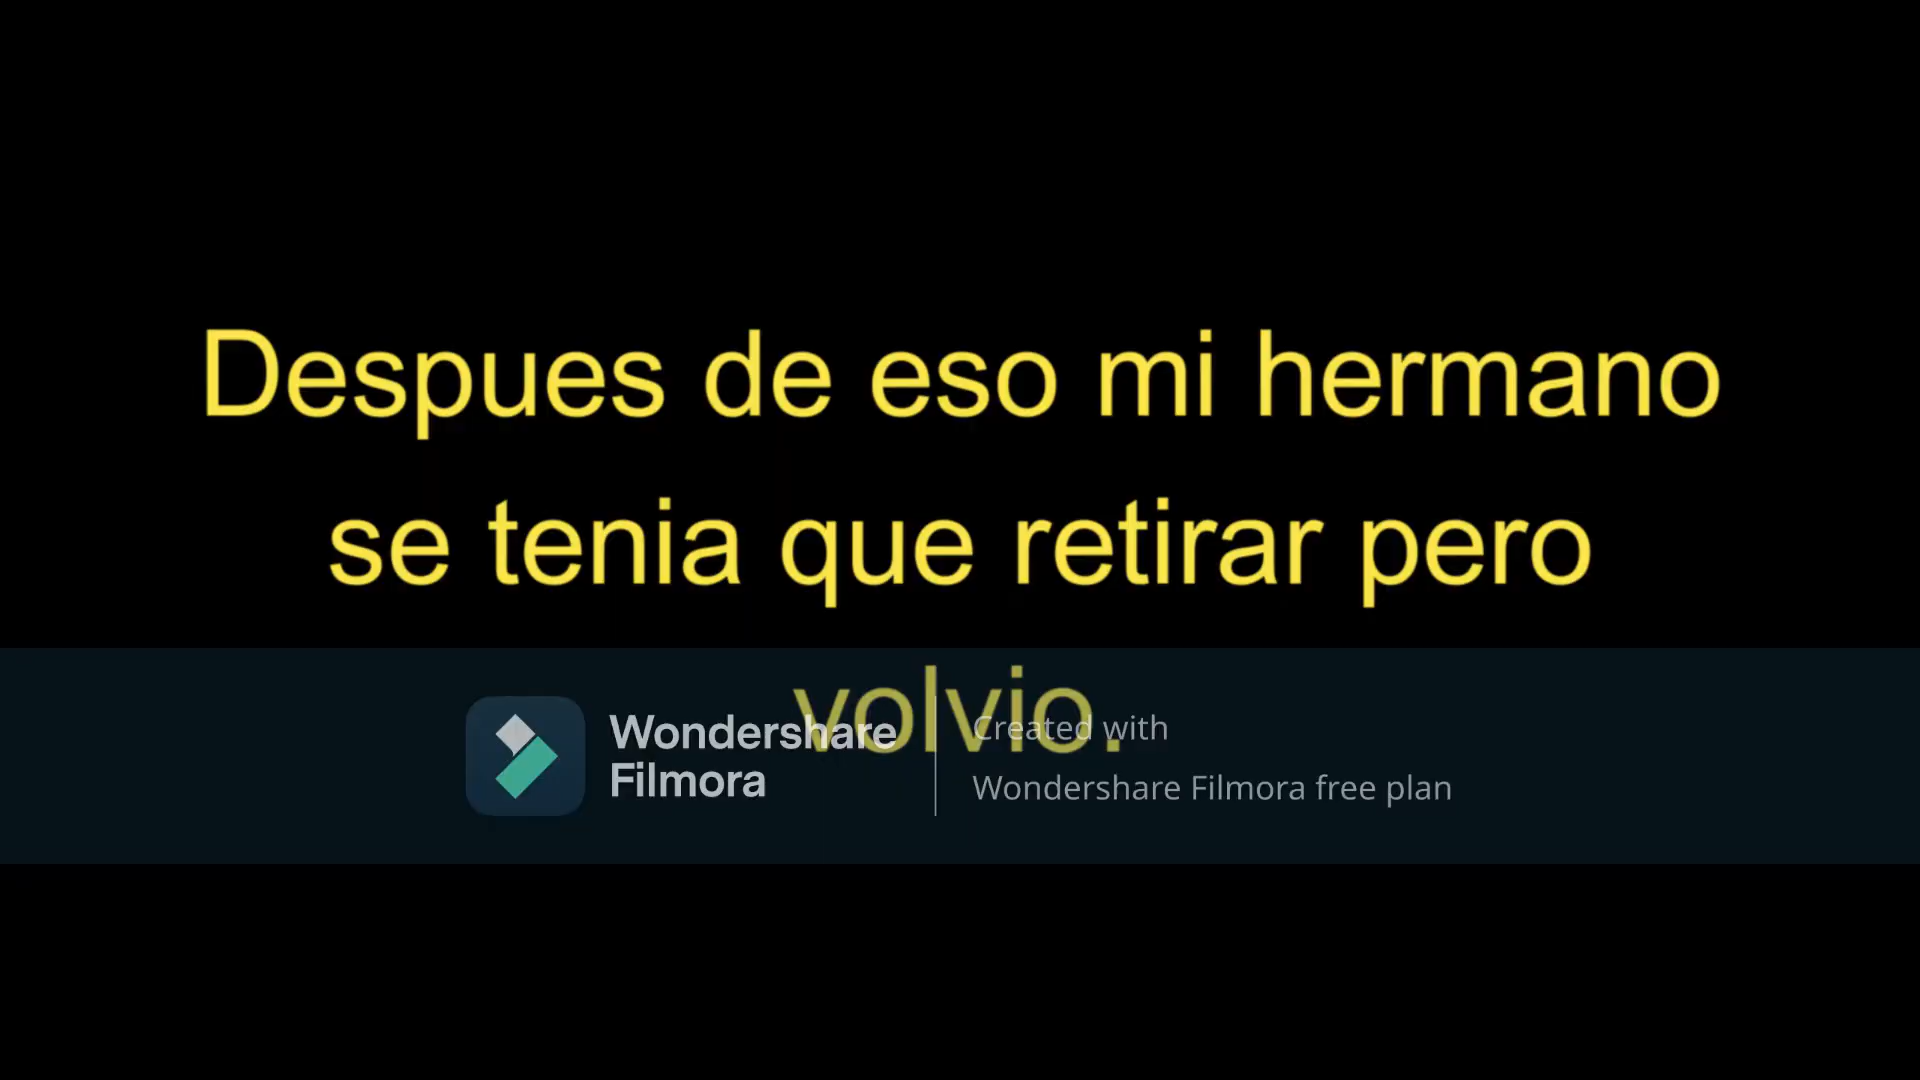 Despues de eso mi hermano
se tenia que retirar pero
volvio.
Wondershare
Filmora
Created with
Wondershare Filmora free plan